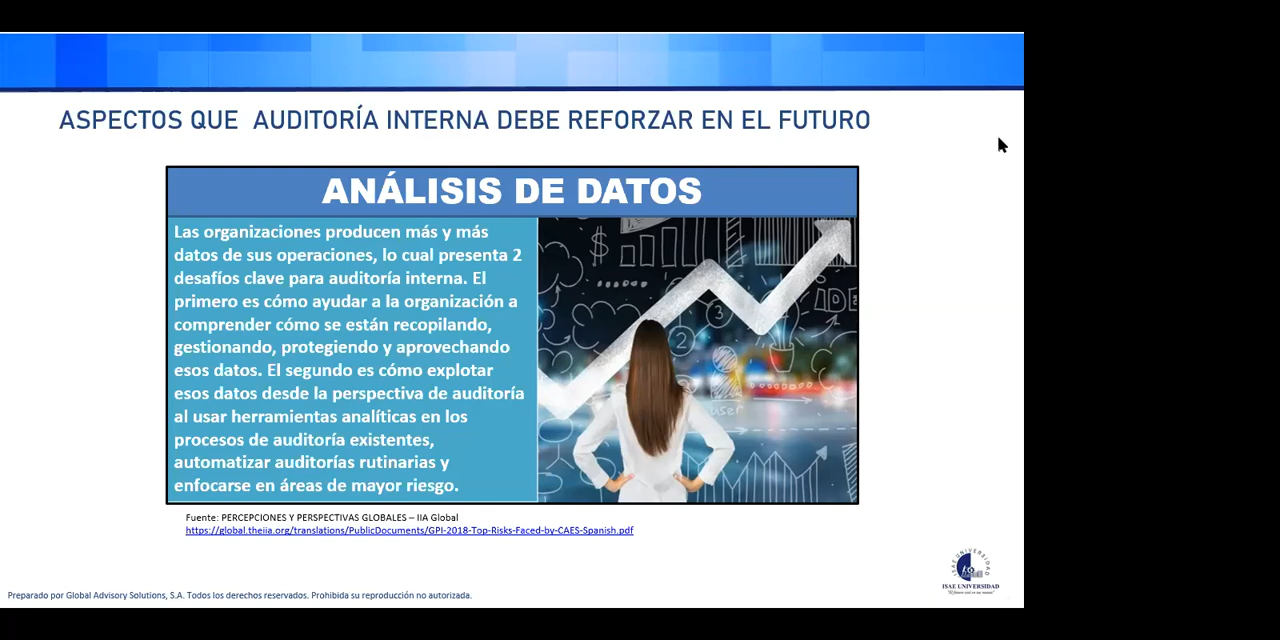 ASPECTOS QUE AUDITORÍA INTERNA DEBE REFORZAR EN EL FUTURO
ANÁLISIS DE DATOS
Las organizaciones producen más y más
datos de sus operaciones, lo cual presenta 2
desafíos clave para auditoría interna. El
primero es cómo ayudar a la organización a
comprender cómo se están recopilando,
gestionando, protegiendo y aprovechando
esos datos. El segundo es cómo explotar
esos datos desde la perspectiva de auditoría
al usar herramientas analíticas en los
procesos de auditoría existentes,
automatizar auditorías rutinarias y
enfocarse en áreas de mayor riesgo.
$
2
3
IDE
user
Fuente: PERCEPCIONES Y PERSPECTIVAS GLOBALES – IIA Global
https://global.theiia.org/translations/PublicDocuments/GPI-2018-Top-Risks-Faced-by-CAES-Spanish.pdf
ISAE UNIVERSIDAD
ISAE UNIVERSIDAD
Preparado por Global Advisory Solutions, S.A. Todos los derechos reservados. Prohibida su reproducción no autorizada.